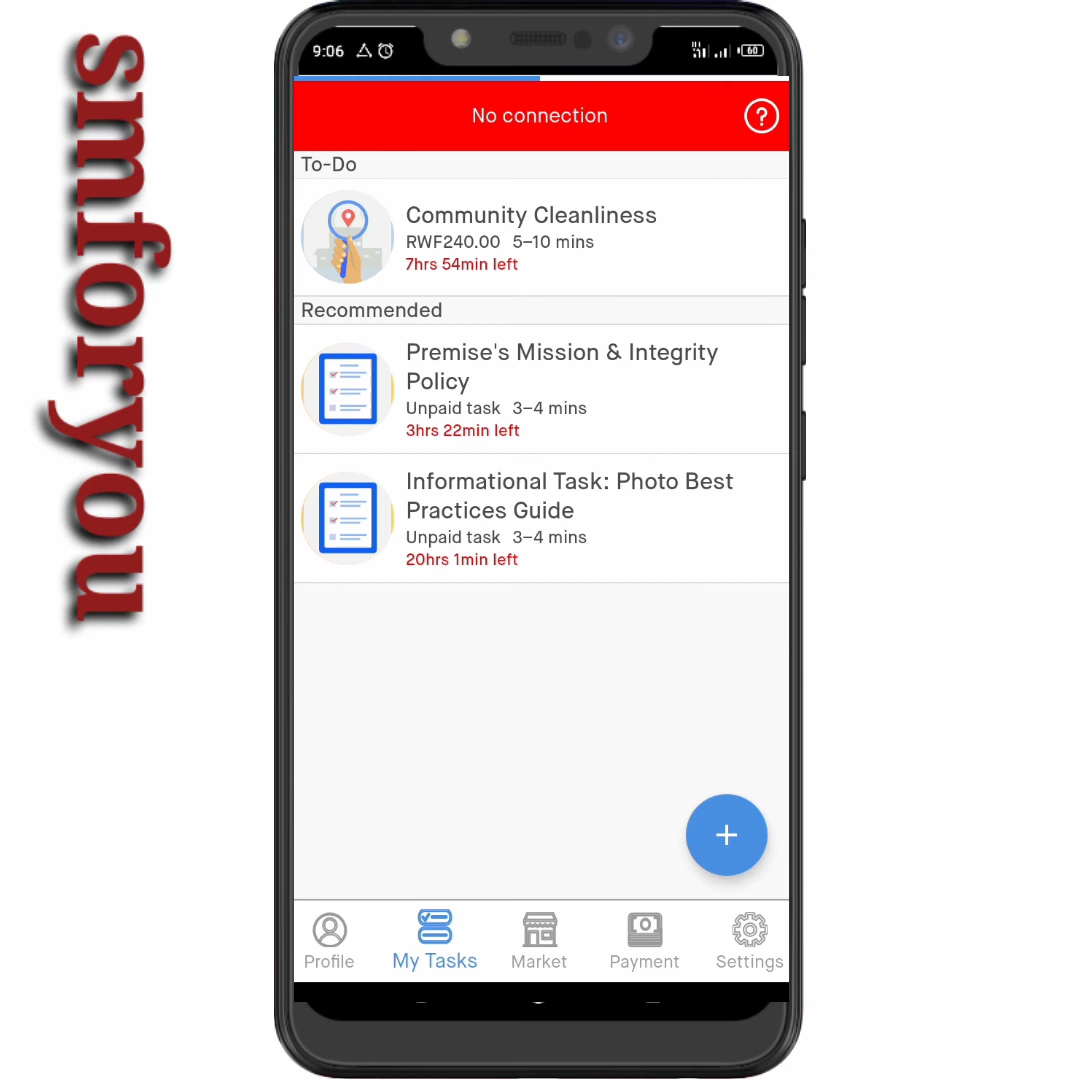 smforyou
9:06
60
No connection
?
To-Do
Community Cleanliness
RWF240.00 5–10 mins
7hrs 54min left
Recommended
Premise's Mission & Integrity
Policy
Unpaid task 3–4 mins
3hrs 22min left
Informational Task: Photo Best
Practices Guide
Unpaid task 3–4 mins
20hrs 1min left
+
Profile
My Tasks
Market
Payment
Settings